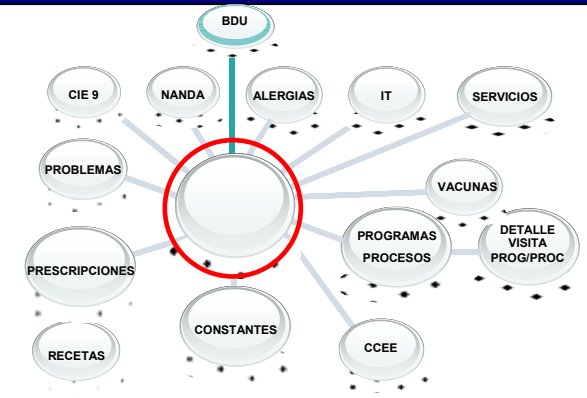 BDU
CIE 9
NANDA
ALERGIAS
IT
SERVICIOS
PROBLEMAS
VACUNAS
PROGRAMAS
PROCESOS
DETALLE
VISITA
PROG/PROC
PRESCRIPCIONES
CONSTANTES
CCEE
RECETAS